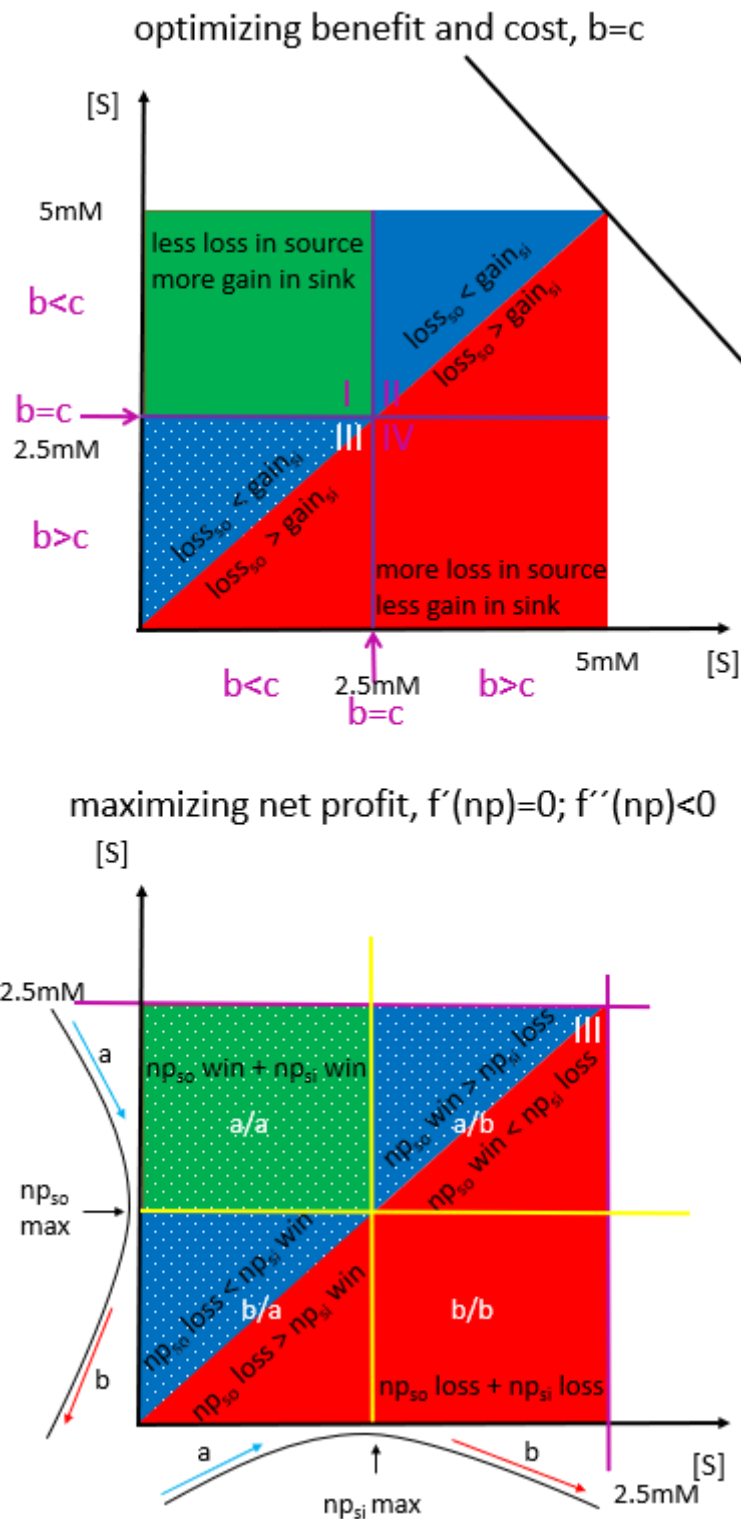 optimizing benefit and cost, b=c
[S]
5mM
less loss in source
more gain in sink
loss_so < gain_si
loss_so > gain_si
b<c
I II
b=c
2.5mM
III IV
loss_so < gain_si
loss_so > gain_si
b>c
more loss in source
less gain in sink
5mM
[S]
b<c
2.5mM
b>c
b=c
maximizing net profit, f´(np)=0; f´´(np)<0
[S]
2.5mM
a
np_so win + np_si win
a/a
np_so win > np_si loss
III
a/b
np_so win < np_si loss
np_so
max
np_so loss < np_si win
b/a
np_so loss > np_si win
b/b
b
np_so loss + np_si loss
a
b
[S]
np_si max
2.5mM